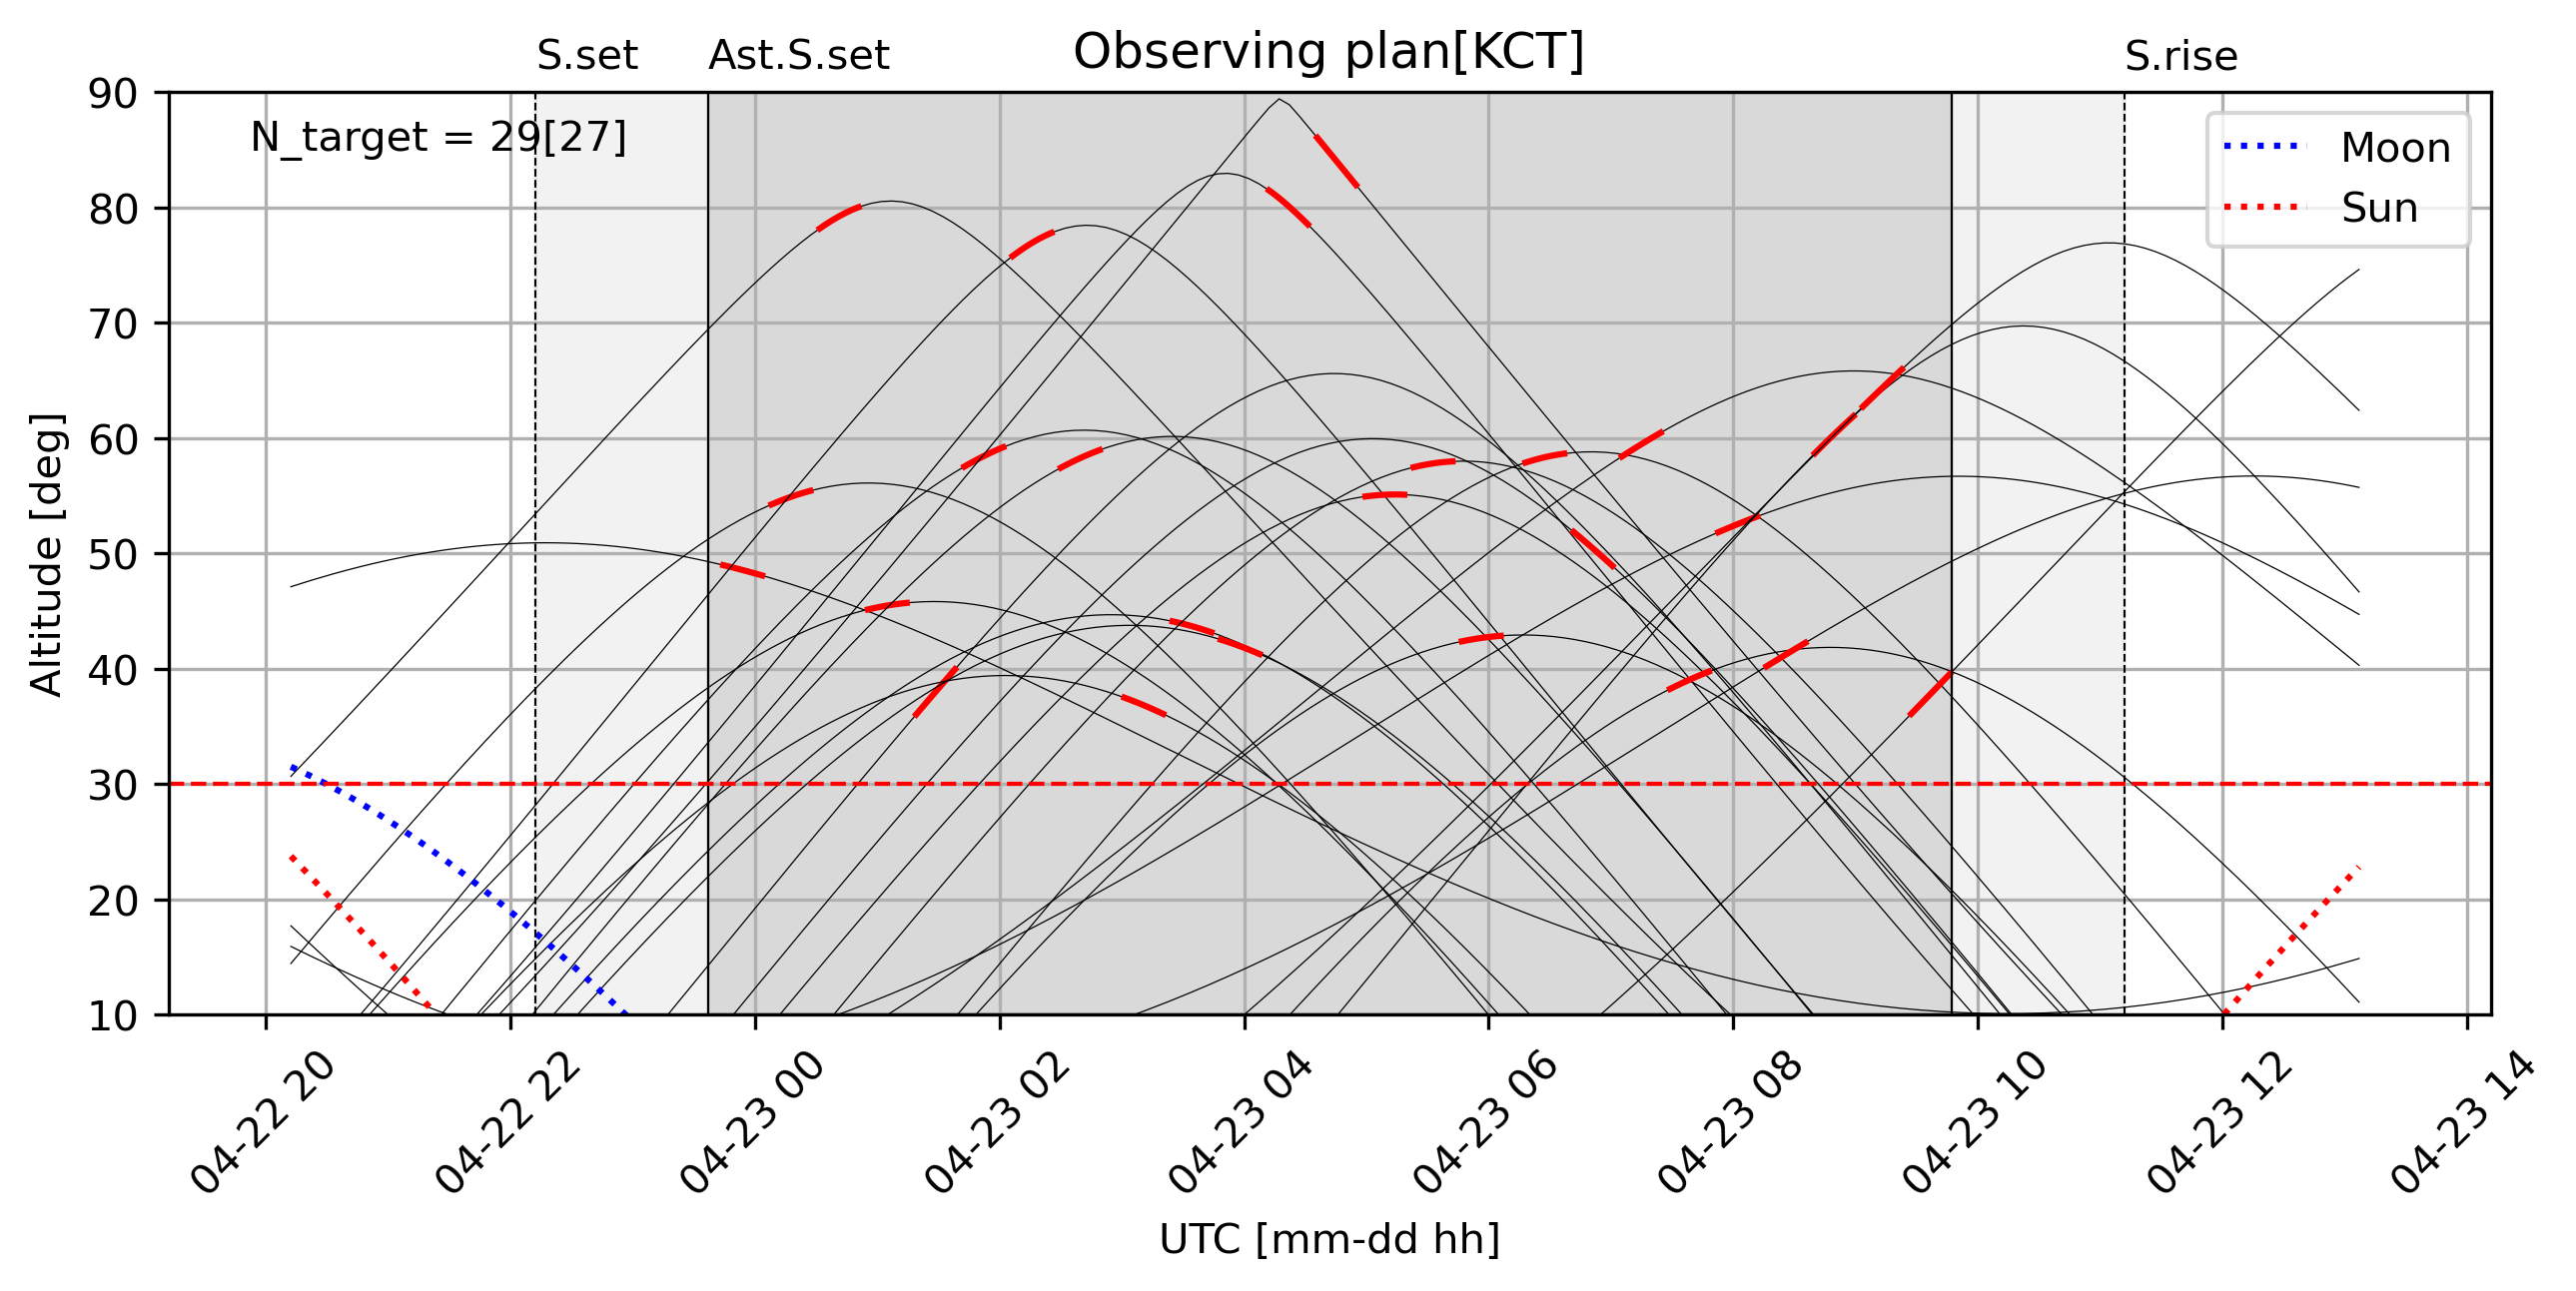 Observing plan[KCT]
S.set
Ast.S.set
S.rise
N_target = 29[27]
Moon
Sun
Altitude [deg]
90
80
70
60
50
40
30
20
10
04-22 20
04-22 22
04-23 00
04-23 02
04-23 04
04-23 06
04-23 08
04-23 10
04-23 12
04-23 14
UTC [mm-dd hh]